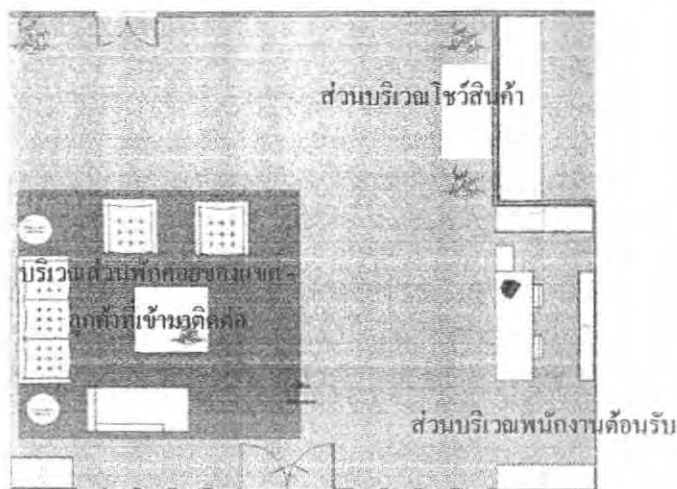 ส่วนบริเวณโชว์สินค้า
บริเวณส่วนพักคอยของแขก -
ลูกค้าที่เข้ามาติดต่อ
ส่วนบริเวณพนักงานต้อนรับ